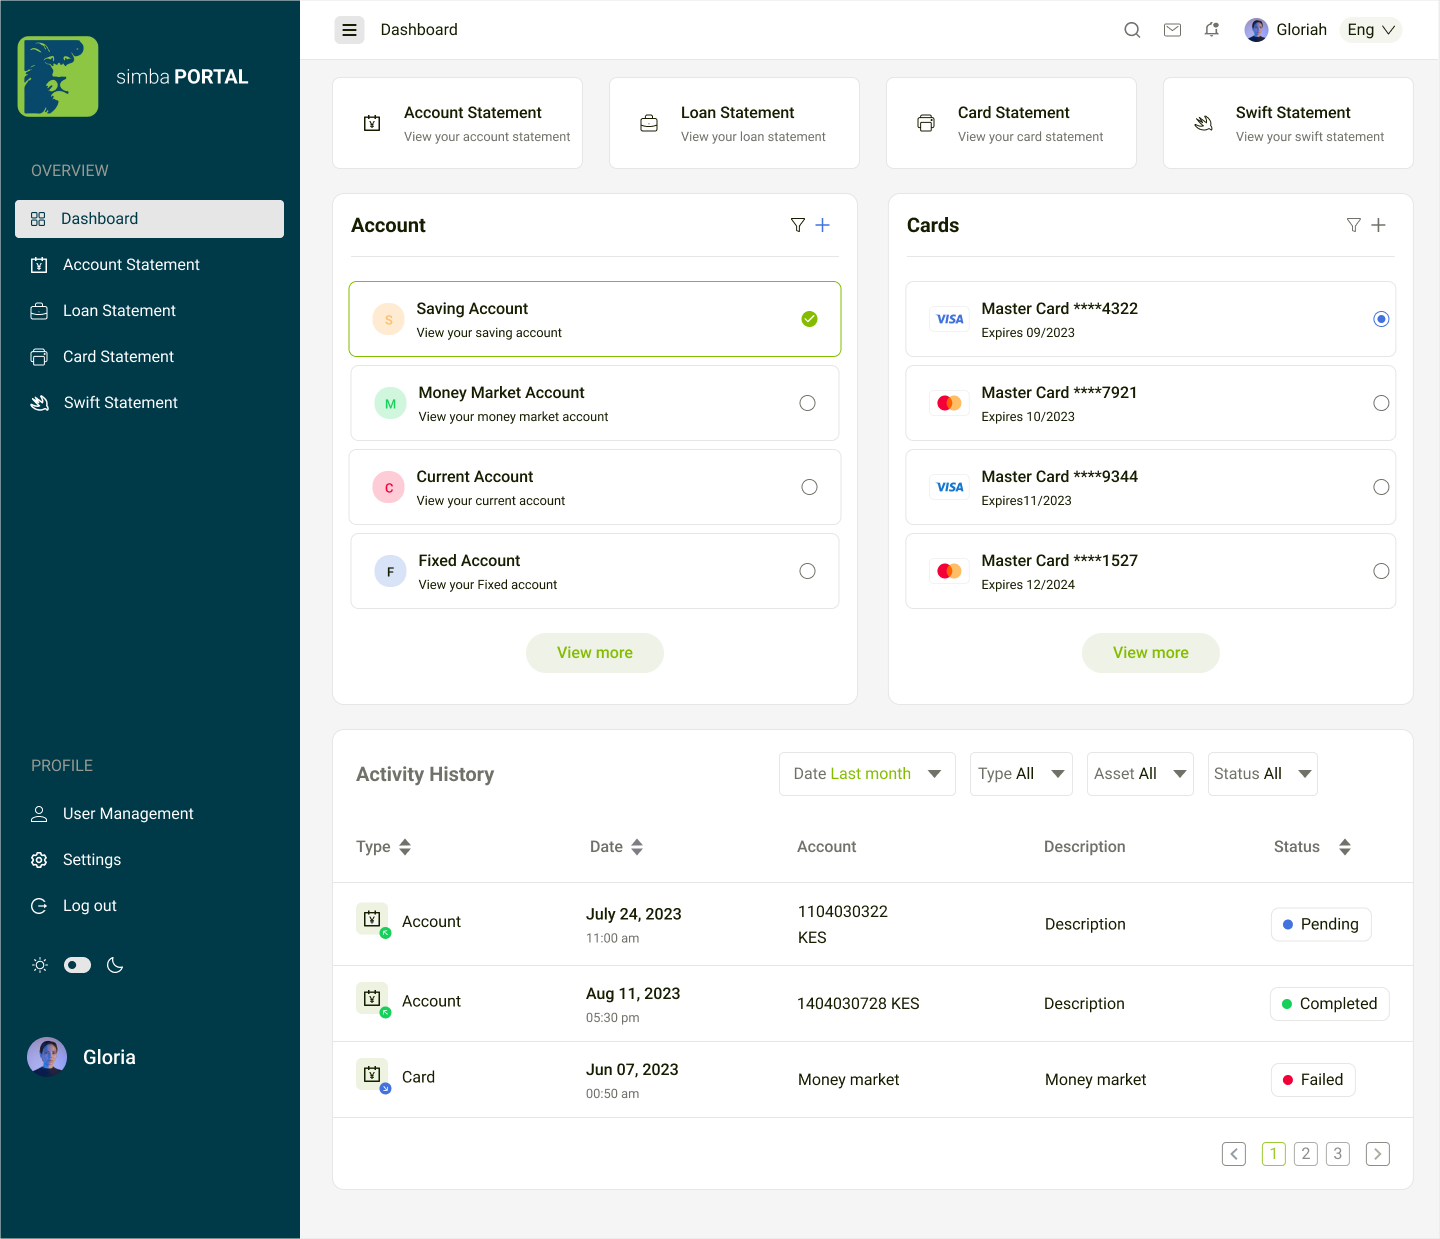 simba PORTAL
OVERVIEW
Dashboard
Account Statement
Loan Statement
Card Statement
Swift Statement
PROFILE
User Management
Settings
Log out
Gloria
Dashboard
Gloriah
Eng
Account Statement
View your account statement
Loan Statement
View your loan statement
Card Statement
View your card statement
Swift Statement
View your swift statement
Account
S
Saving Account
View your saving account
M
Money Market Account
View your money market account
C
Current Account
View your current account
F
Fixed Account
View your Fixed account
View more
Cards
VISA
Master Card ****4322
Expires 09/2023
Master Card ****7921
Expires 10/2023
VISA
Master Card ****9344
Expires11/2023
Master Card ****1527
Expires 12/2024
View more
Activity History
Date Last month
Type All
Asset All
Status All
Type Date Account Description Status
Account
July 24, 2023
11:00 am
1104030322
KES
Description
Pending
Account
Aug 11, 2023
05:30 pm
1404030728 KES
Description
Completed
Card
Jun 07, 2023
00:50 am
Money market
Money market
Failed
1 2 3